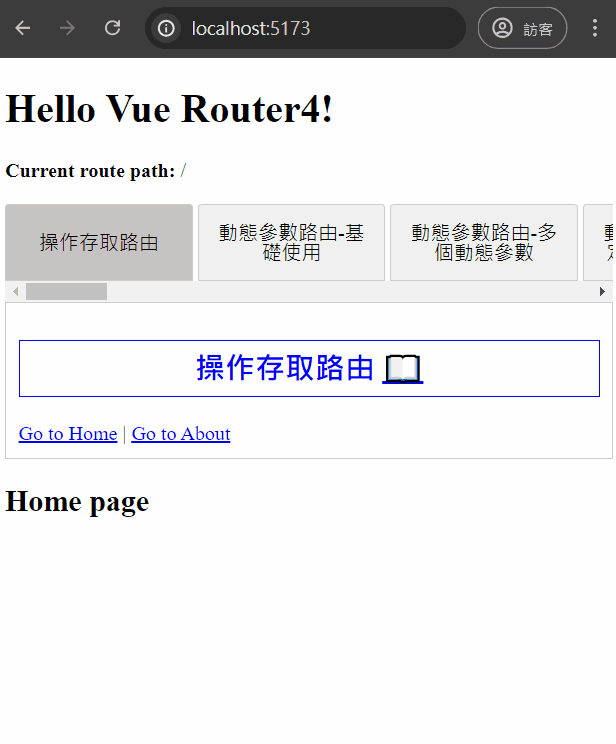 localhost:5173
訪客
Hello Vue Router4!
Current route path: /
操作存取路由
動態參數路由-基
礎使用
動態參數路由-多
個動態參數
操作存取路由 📖
Go to Home | Go to About
Home page